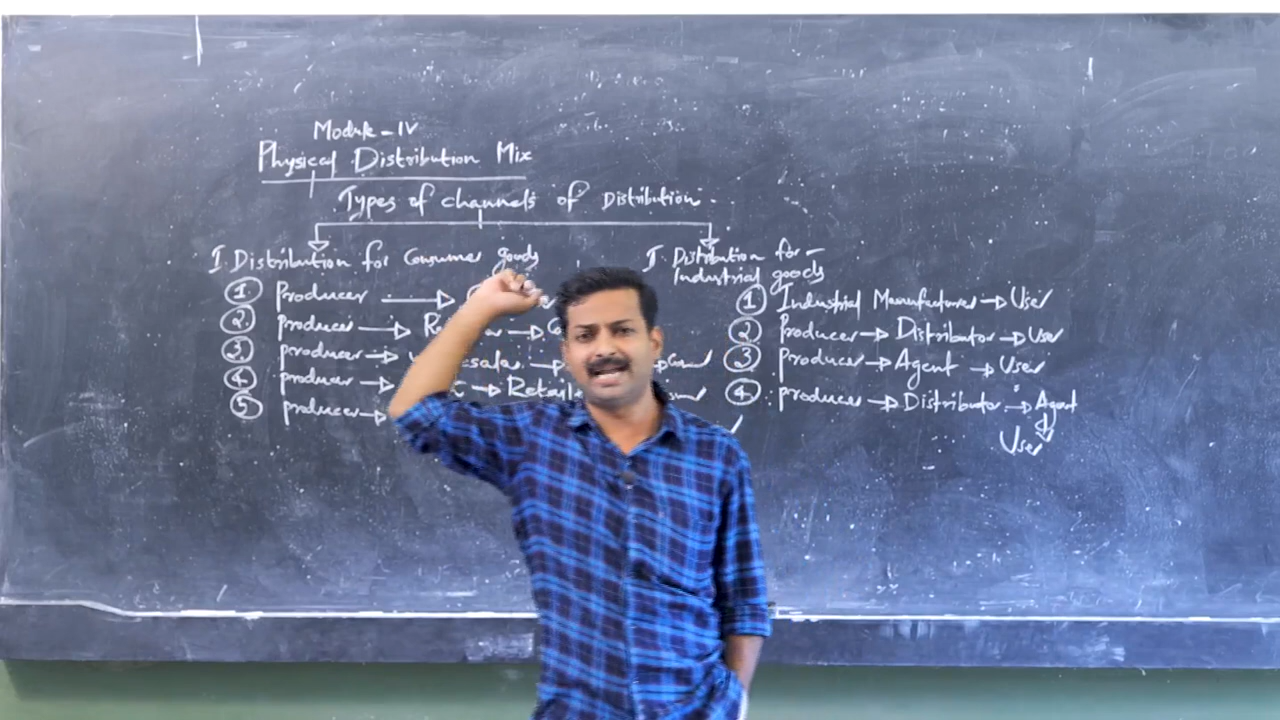 Module - IV
Physical Distribution Mix
Types of channels of Distribution.
I. Distribution for Consumer goods
① Producer →
② producer → →
③ producer → →
④ producer → → Retail
⑤ producer →
I. Distribution for -
Industrial goods
① Industrial Manufacturer → User
② Producer → Distributor → User
③ Producer → Agent → User
④ producer → Distributor → Agent
User